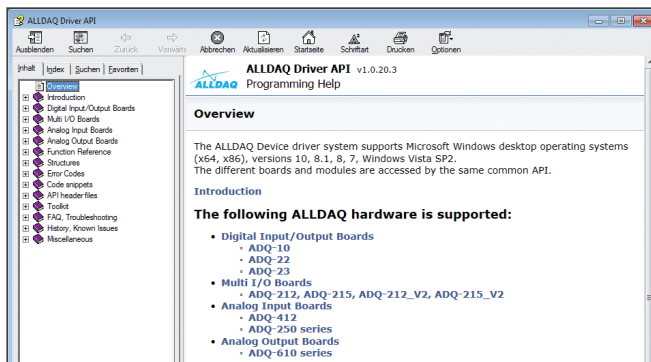 ALLDAQ Driver API
Ausblenden Suchen Zurück Vorwärts Abbrechen Aktualisieren Startseite Schriftart Drucken Optionen
Inhalt Index Suchen Favoriten
Overview
Introduction
Digital Input/Output Boards
Multi I/O Boards
Analog Input Boards
Analog Output Boards
Function Reference
Structures
Error Codes
Code snippets
API header files
Toolkit
FAQ, Troubleshooting
History, Known Issues
Miscellaneous
ALLDAQ
ALLDAQ Driver API v1.0.20.3
Programming Help
Overview
The ALLDAQ Device driver system supports Microsoft Windows desktop operating systems
(x64, x86), versions 10, 8.1, 8, 7, Windows Vista SP2.
The different boards and modules are accessed by the same common API.
Introduction
The following ALLDAQ hardware is supported:
• Digital Input/Output Boards
◦ ADQ-10
◦ ADQ-22
◦ ADQ-23
• Multi I/O Boards
◦ ADQ-212, ADQ-215, ADQ-212_V2, ADQ-215_V2
• Analog Input Boards
◦ ADQ-412
◦ ADQ-250 series
• Analog Output Boards
◦ ADQ-610 series